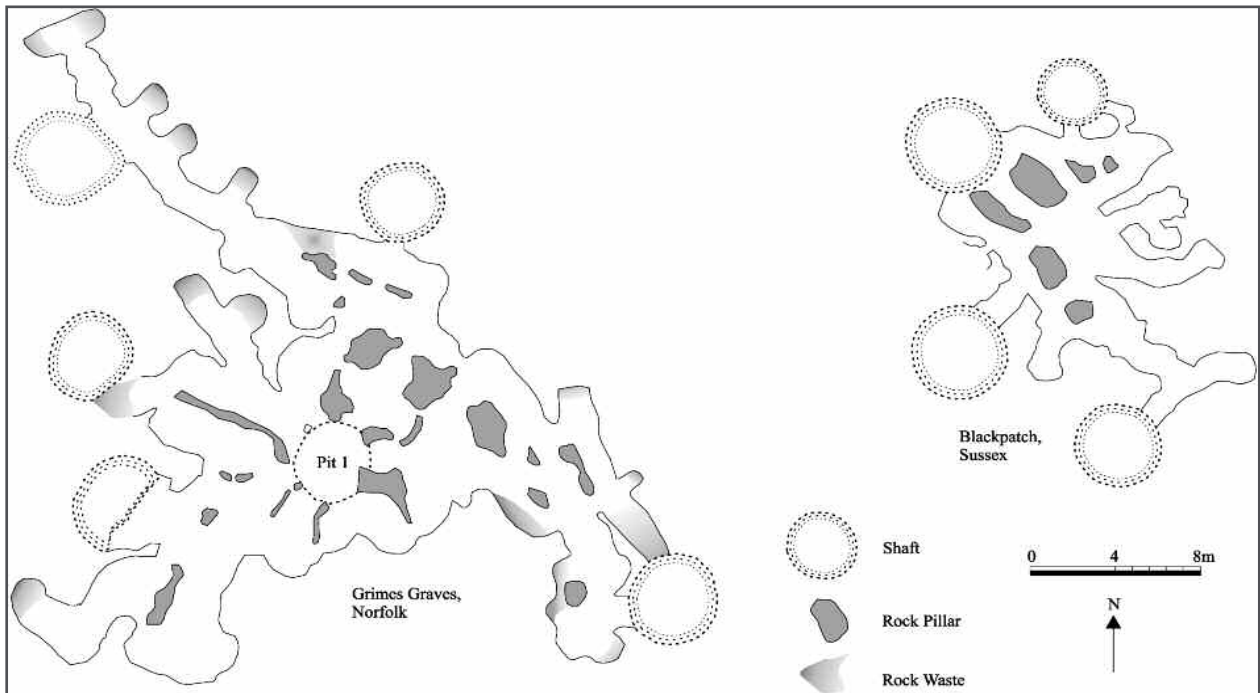 Pit 1
Grimes Graves,
Norfolk
Blackpatch,
Sussex
Shaft
Rock Pillar
Rock Waste
0 4 8m
N